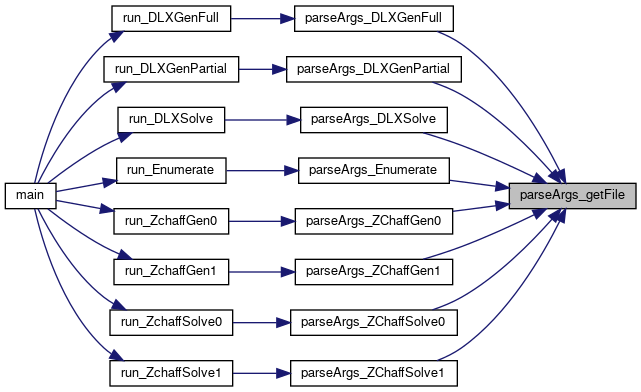 run_DLXGenFull
parseArgs_DLXGenFull
run_DLXGenPartial
parseArgs_DLXGenPartial
run_DLXSolve
parseArgs_DLXSolve
run_Enumerate
parseArgs_Enumerate
main
parseArgs_getFile
run_ZchaffGen0
parseArgs_ZChaffGen0
run_ZchaffGen1
parseArgs_ZChaffGen1
run_ZchaffSolve0
parseArgs_ZChaffSolve0
run_ZchaffSolve1
parseArgs_ZChaffSolve1